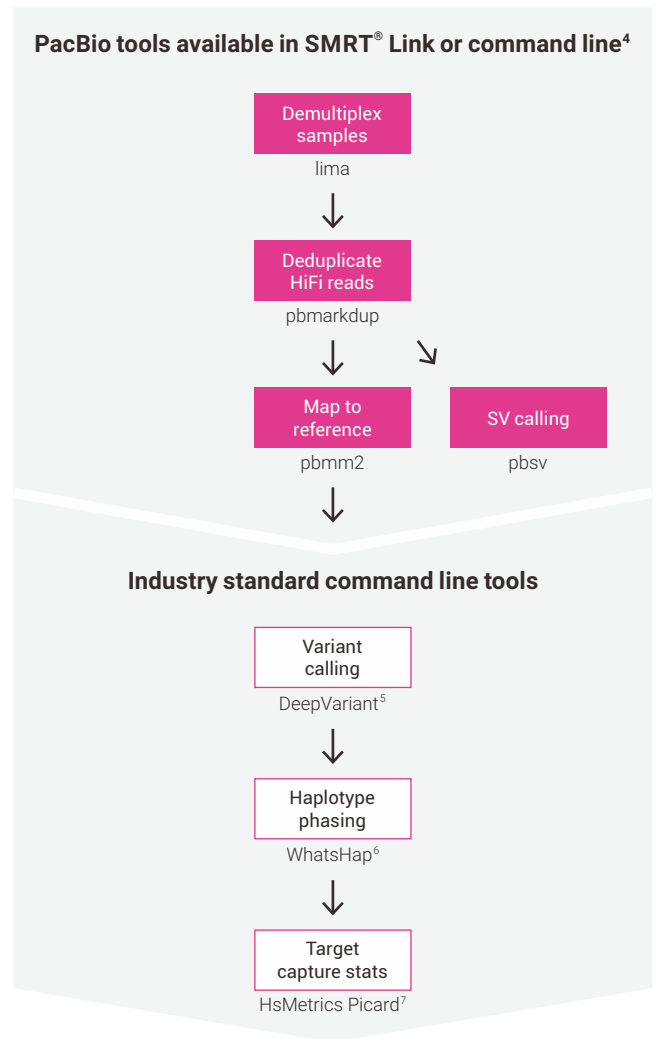 PacBio tools available in SMRT® Link or command line⁴
Demultiplex
samples
lima
Deduplicate
HiFi reads
pbmarkdup
Map to
reference
pbmm2
SV calling
pbsv
Industry standard command line tools
Variant
calling
DeepVariant⁵
Haplotype
phasing
WhatsHap⁶
Target
capture stats
HsMetrics Picard⁷